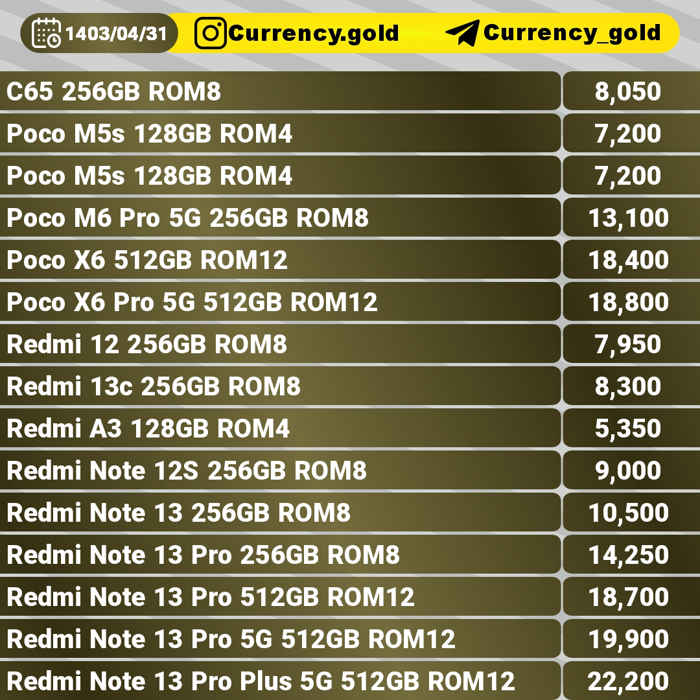 1403/04/31 Currency.gold Currency_gold
C65 256GB ROM8 8,050
Poco M5s 128GB ROM4 7,200
Poco M5s 128GB ROM4 7,200
Poco M6 Pro 5G 256GB ROM8 13,100
Poco X6 512GB ROM12 18,400
Poco X6 Pro 5G 512GB ROM12 18,800
Redmi 12 256GB ROM8 7,950
Redmi 13c 256GB ROM8 8,300
Redmi A3 128GB ROM4 5,350
Redmi Note 12S 256GB ROM8 9,000
Redmi Note 13 256GB ROM8 10,500
Redmi Note 13 Pro 256GB ROM8 14,250
Redmi Note 13 Pro 512GB ROM12 18,700
Redmi Note 13 Pro 5G 512GB ROM12 19,900
Redmi Note 13 Pro Plus 5G 512GB ROM12 22,200